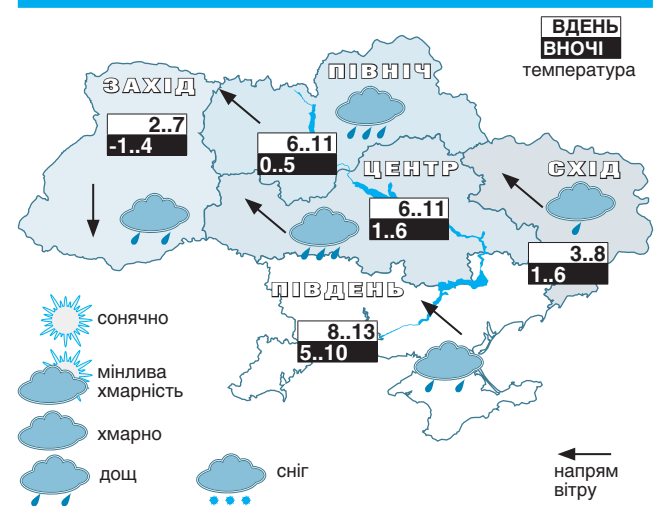 ВДЕНЬ
ВНОЧІ
температура
ПІВНІЧ
ЗАХІД
2..7
-1..4
6..11
0..5
ЦЕНТР
СХІД
6..11
1..6
3..8
1..6
ПІВДЕНЬ
8..13
5..10
сонячно
мінлива
хмарність
хмарно
дощ
сніг
напрям
вітру